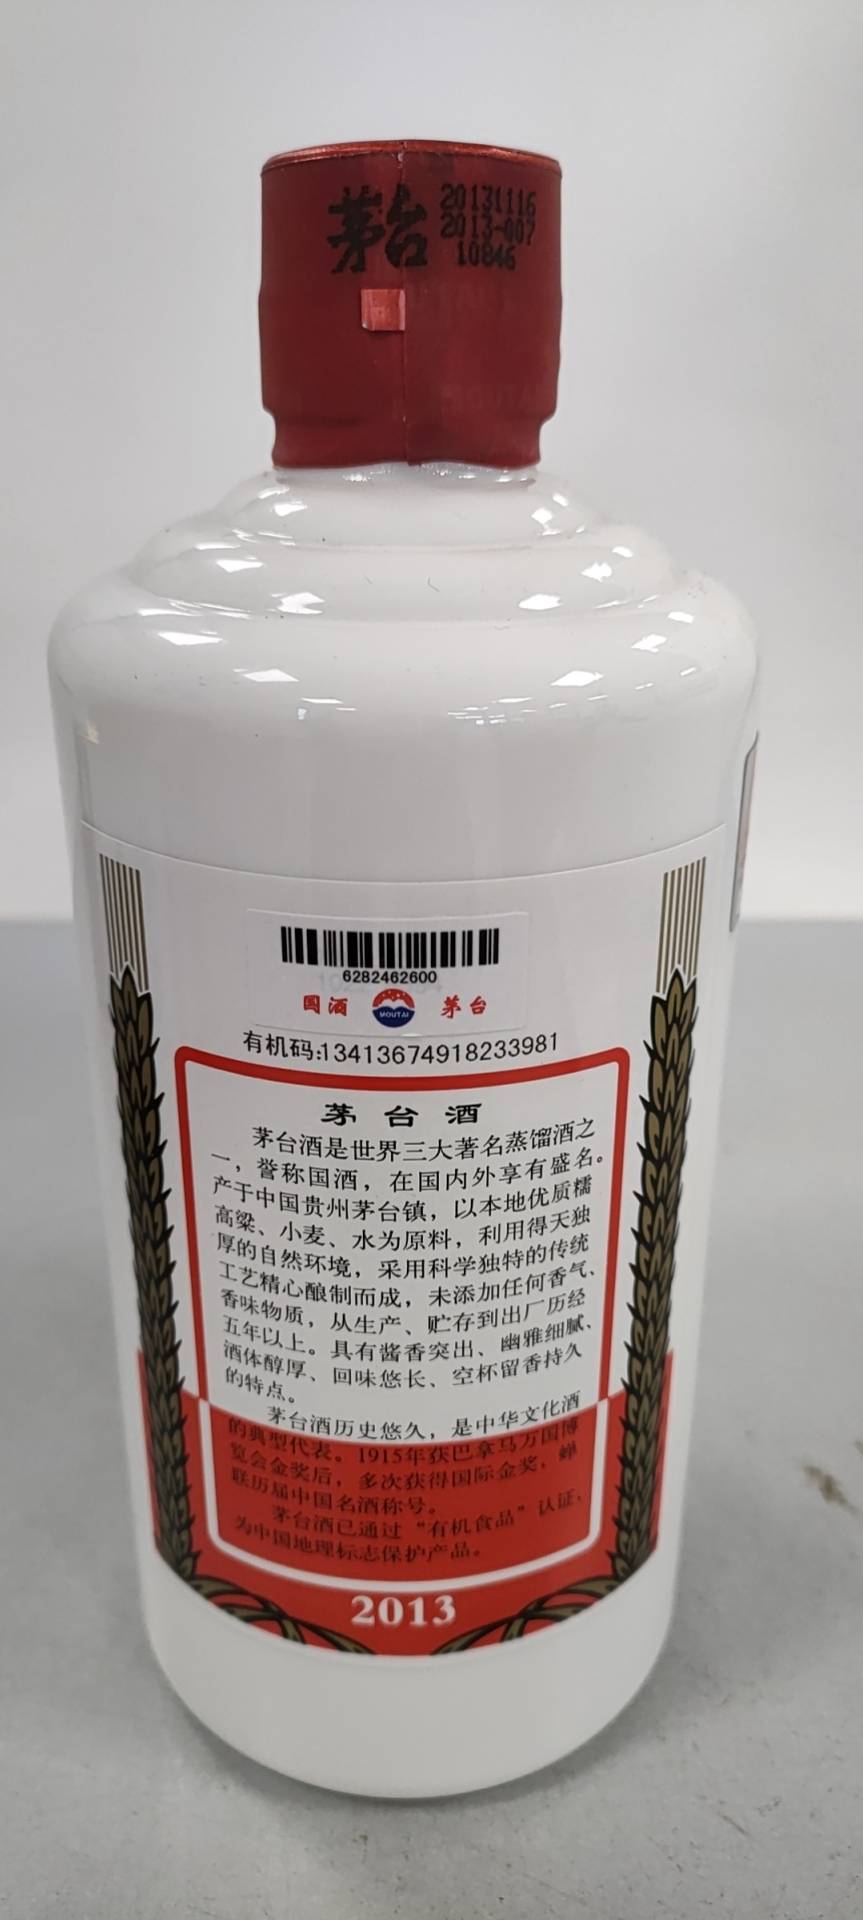 茅台
20131116
2013-007
10846
6282462600
国酒 MOUTAI 茅台
有机码:13413674918233981
茅台酒
茅台酒是世界三大著名蒸馏酒之
一，誉称国酒，在国内外享有盛名。
产于中国贵州茅台镇，以本地优质糯
高粱、小麦、水为原料，利用得天独
厚的自然环境，采用科学独特的传统
工艺精心酿制而成，未添加任何香气、
香味物质，从生产、贮存到出厂历经
五年以上。具有酱香突出、幽雅细腻、
酒体醇厚、回味悠长、空杯留香持久
的特点。
茅台酒历史悠久，是中华文化酒
的典型代表。1915年获巴拿马万国博
览会金奖后，多次获得国际金奖，蝉
联历届中国名酒称号。
茅台酒已通过“有机食品”认证，
为中国地理标志保护产品。
2013